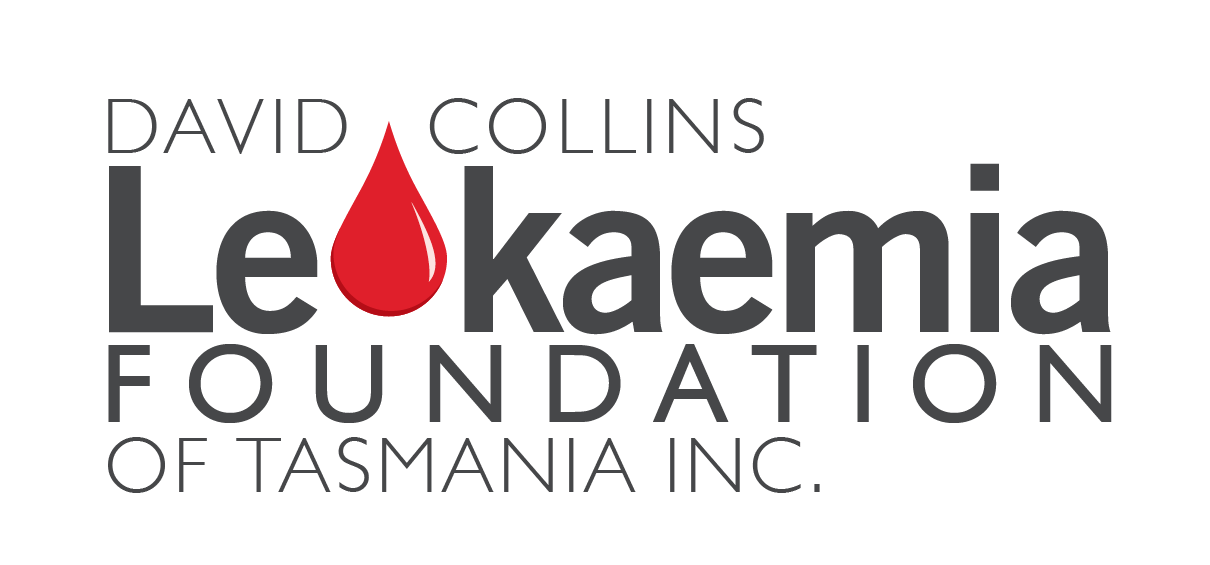 DAVID COLLINS
Leukaemia
FOUNDATION
OF TASMANIA INC.